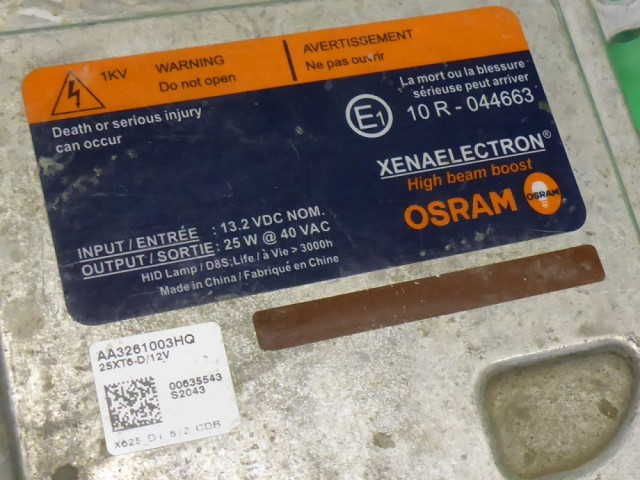 1KV
WARNING
Do not open
AVERTISSEMENT
Ne pas ouvrir
Death or serious injury
can occur
La mort ou la blessure
sérieuse peut arriver
E1
10 R - 044663
XENAELECTRON®
High beam boost
OSRAM
OSRAM
INPUT / ENTRÉE : 13.2 VDC NOM.
OUTPUT / SORTIE: 25 W @ 40 VAC
HID Lamp / D8S; Life / à Vie > 3000h
Made in China / Fabriqué en Chine
AA3261003HQ
25XT6-D/12V
00635543
S2043
CDB